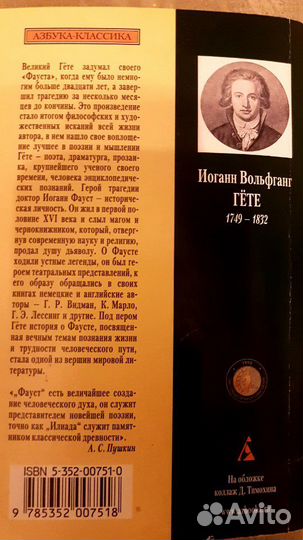 АЗБУКА-КЛАССИКА
Великий Гёте задумал своего
«Фауста», когда ему было немно-
гим больше двадцати лет, а завер-
шил трагедию за несколько меся-
цев до кончины. Это произведение
стало итогом философских и ху-
дожественных исканий всей жизни
автора, в нем нашло свое воплоще-
ние лучшее в поэзии и мышлении
Гёте – поэта, драматурга, прозаи-
ка, крупнейшего ученого своего
времени, человека энциклопедиче-
ских познаний. Герой трагедии
доктор Иоганн Фауст – историче-
ская личность. Он жил в первой по-
ловине XVI века и слыл магом и
чернокнижником, который, отверг-
нув современную науку и религию,
продал душу дьяволу. О Фаусте
ходили устные легенды, он был ге-
роем театральных представлений, к
его образу обращались в своих
книгах немецкие и английские авто-
ры – Г. Р. Видман, К. Марло,
Г. Э. Лессинг и другие. Под пером
Гёте история о Фаусте, посвящен-
ная вечным темам познания жизни
и трудности человеческого пути,
стала одной из вершин мировой ли-
тературы.
«„Фауст“ есть величайшее созда-
ние поэтического духа, он служит
представителем новейшей поэзии,
точно как „Илиада“ служит памят-
ником классической древности».
А. С. Пушкин
ISBN 5-352-00751-0
9 785352 007518
Иоганн Вольфганг
ГЁТЕ
1749 – 1832
На обложке
коллаж Д. Тимохина
Avito